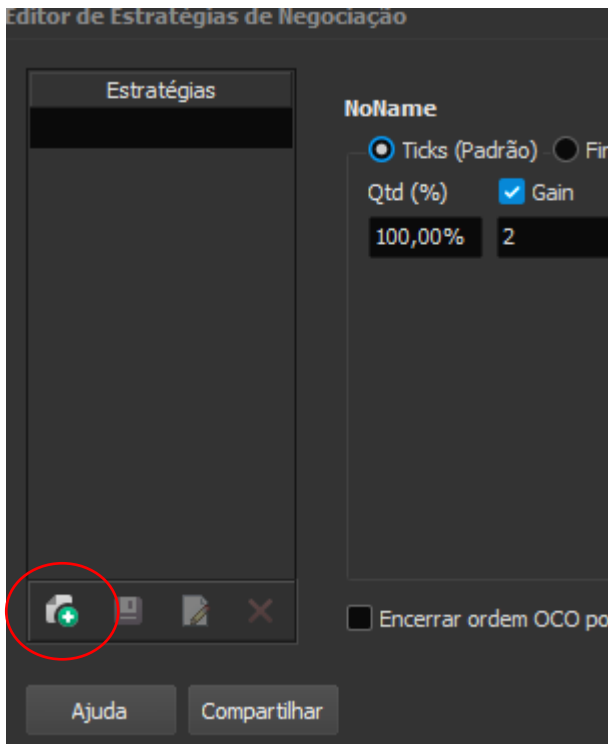 Editor de Estratégias de Negociação
Estratégias
NoName
Ticks (Padrão)
Qtd (%) Gain
100,00% 2
Encerrar ordem OCO
Ajuda Compartilhar